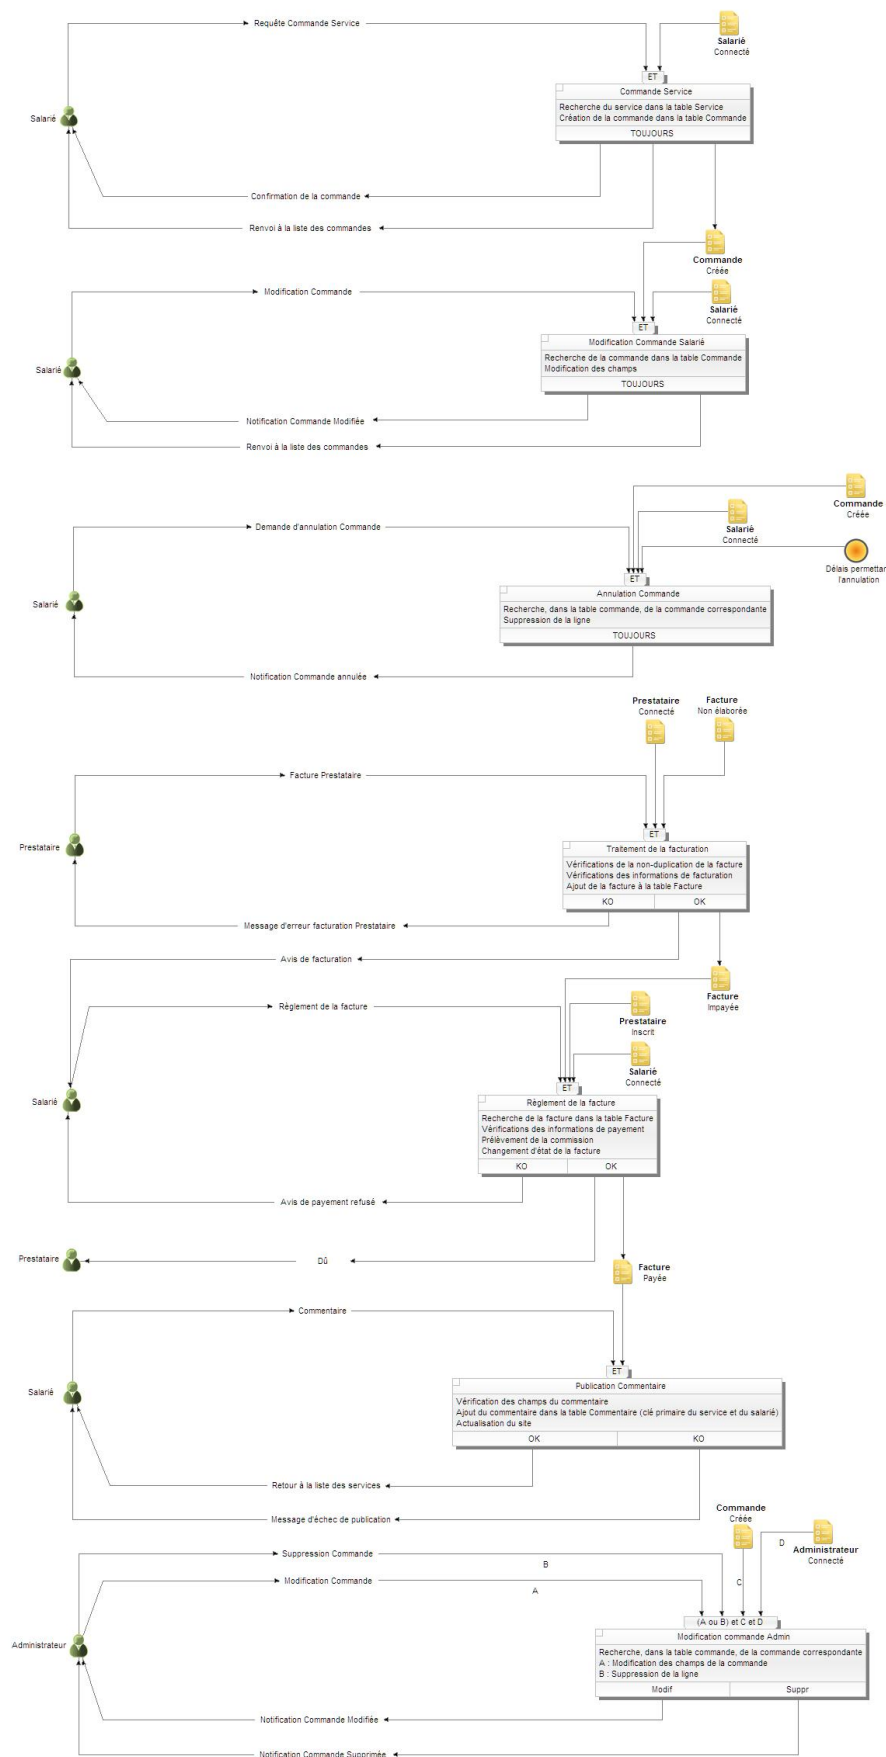 Requête Commande Service
Salarié
Connecté
ET
Commande Service
Recherche du service dans la table Service
Création de la commande dans la table Commande
TOUJOURS
Salarié
Confirmation de la commande
Renvoi à la liste des commandes
Commande
Créée
Modification Commande
Salarié
Connecté
ET
Modification Commande Salarié
Recherche de la commande dans la table Commande
Modification des champs
TOUJOURS
Salarié
Notification Commande Modifiée
Renvoi à la liste des commandes
Commande
Créée
Demande d'annulation Commande
Salarié
Connecté
Délais permettar
l'annulation
ET
Annulation Commande
Recherche, dans la table commande, de la commande correspondante
Suppression de la ligne
TOUJOURS
Salarié
Notification Commande annulée
Prestataire
Connecté
Facture
Non élaborée
Facture Prestataire
ET
Traitement de la facturation
Vérifications de la non-duplication de la facture
Vérifications des informations de facturation
Ajout de la facture à la table Facture
KO
OK
Prestataire
Message d'erreur facturation Prestataire
Avis de facturation
Facture
Impayée
Règlement de la facture
Prestataire
Inscrit
Salarié
Connecté
ET
Règlement de la facture
Recherche de la facture dans la table Facture
Vérifications des informations de payement
Prélèvement de la commission
Changement d'état de la facture
KO
OK
Salarié
Avis de payement refusé
Prestataire
Dû
Facture
Payée
Commentaire
ET
Publication Commentaire
Vérification des champs du commentaire
Ajout du commentaire dans la table Commentaire (clé primaire du service et du salarié)
Actualisation du site
OK
KO
Salarié
Retour à la liste des services
Message d'échec de publication
Commande
Créée
D
Administrateur
Connecté
Suppression Commande
B
Modification Commande
A
C
(A ou B) et C et D
Modification commande Admin
Recherche, dans la table commande, de la commande correspondante
A : Modification des champs de la commande
B : Suppression de la ligne
Modif
Suppr
Administrateur
Notification Commande Modifiée
Notification Commande Supprimée